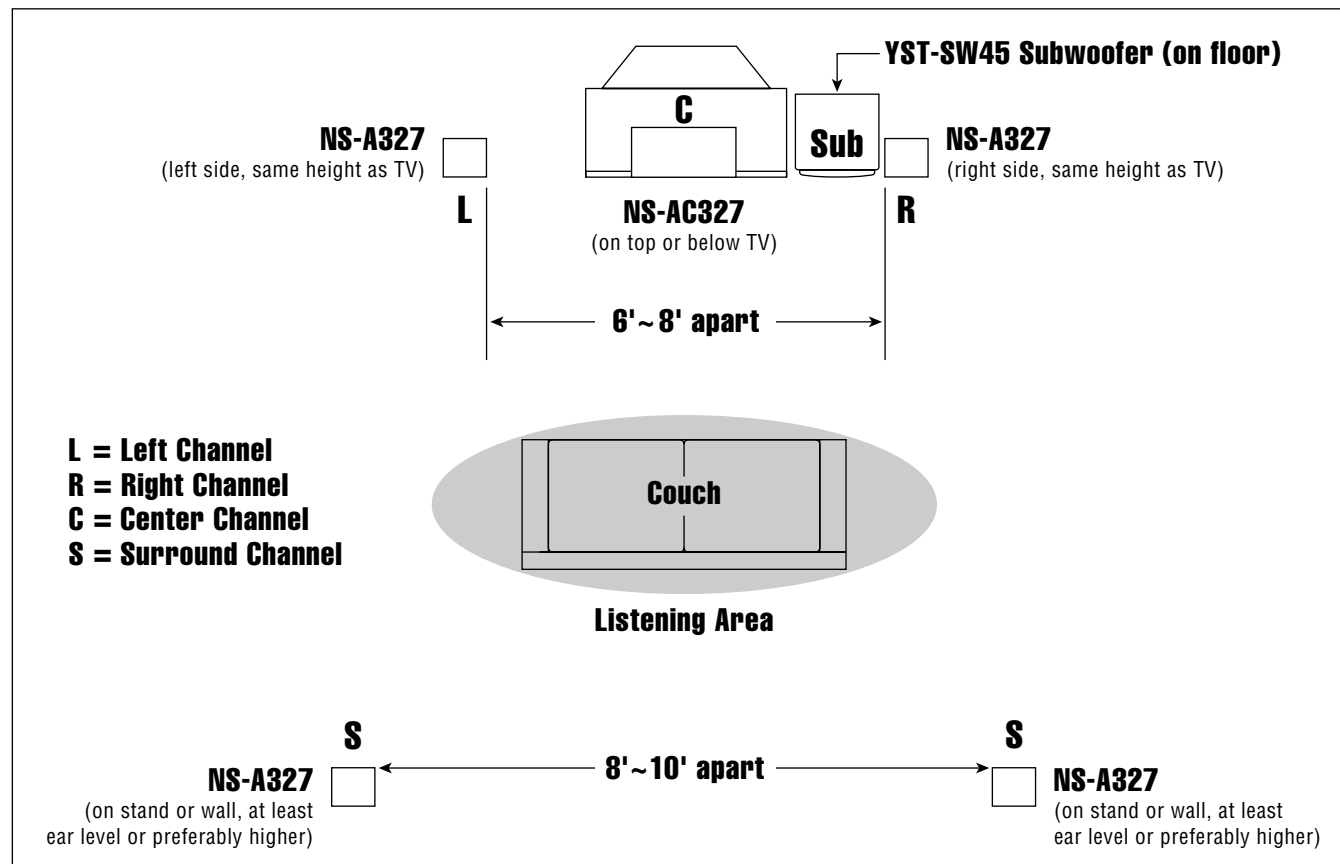 YST-SW45 Subwoofer (on floor)
C
Sub
NS-A327
(left side, same height as TV)
NS-A327
(right side, same height as TV)
L
NS-AC327
(on top or below TV)
R
6'~8' apart
L = Left Channel
R = Right Channel
C = Center Channel
S = Surround Channel
Couch
Listening Area
S
S
8'~10' apart
NS-A327
(on stand or wall, at least
ear level or preferably higher)
NS-A327
(on stand or wall, at least
ear level or preferably higher)